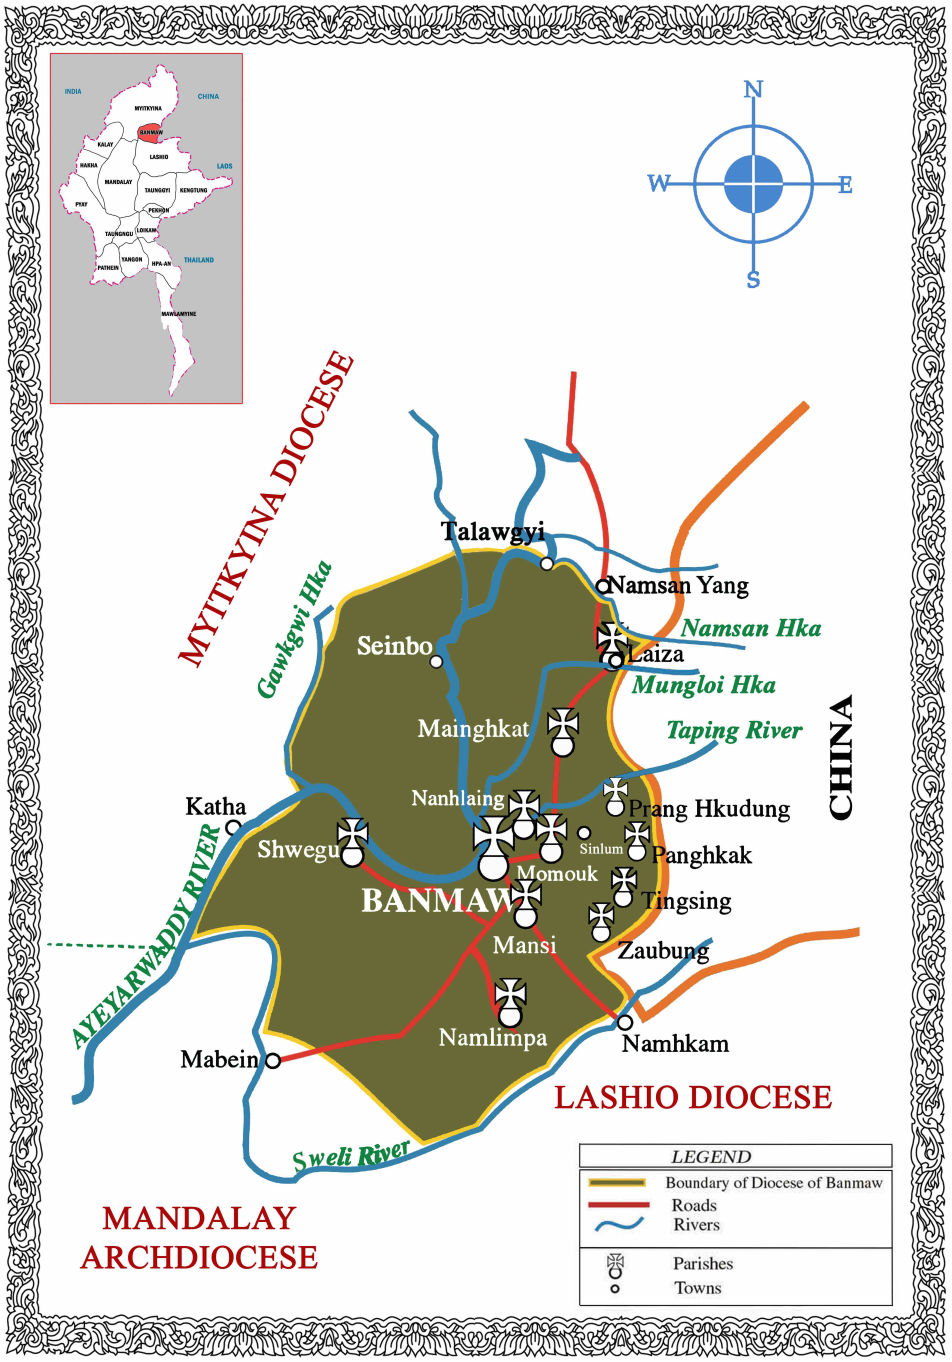 INDIA
CHINA
MYITKYINA
BANMAW
KALAY
LASHIO
HAKHA
LAOS
MANDALAY
TAUNGGYI
KENGTUNG
PYAY
PEKHON
TAUNGNGU
LOIKAW
PATHEIN
YANGON
HPA-AN
THAILAND
MAWLAMYINE
N
W
E
S
MYITKYINA DIOCESE
Talawgyi
Gawkgwi Hka
Namsan Yang
Namsan Hka
Seinbo
Laiza
Mungloi Hka
Mainghkat
Taping River
CHINA
Nanhlaing
Prang Hkudung
Katha
Shwegu
Sinlum
Panghkak
Momouk
BANMAW
Tingsing
AYEYARWADDY RIVER
Mansi
Zaubung
Namlimpa
Namhkam
Mabein
LASHIO DIOCESE
Sweli River
MANDALAY
ARCHDIOCESE
LEGEND
Boundary of Diocese of Banmaw
Roads
Rivers
Parishes
Towns